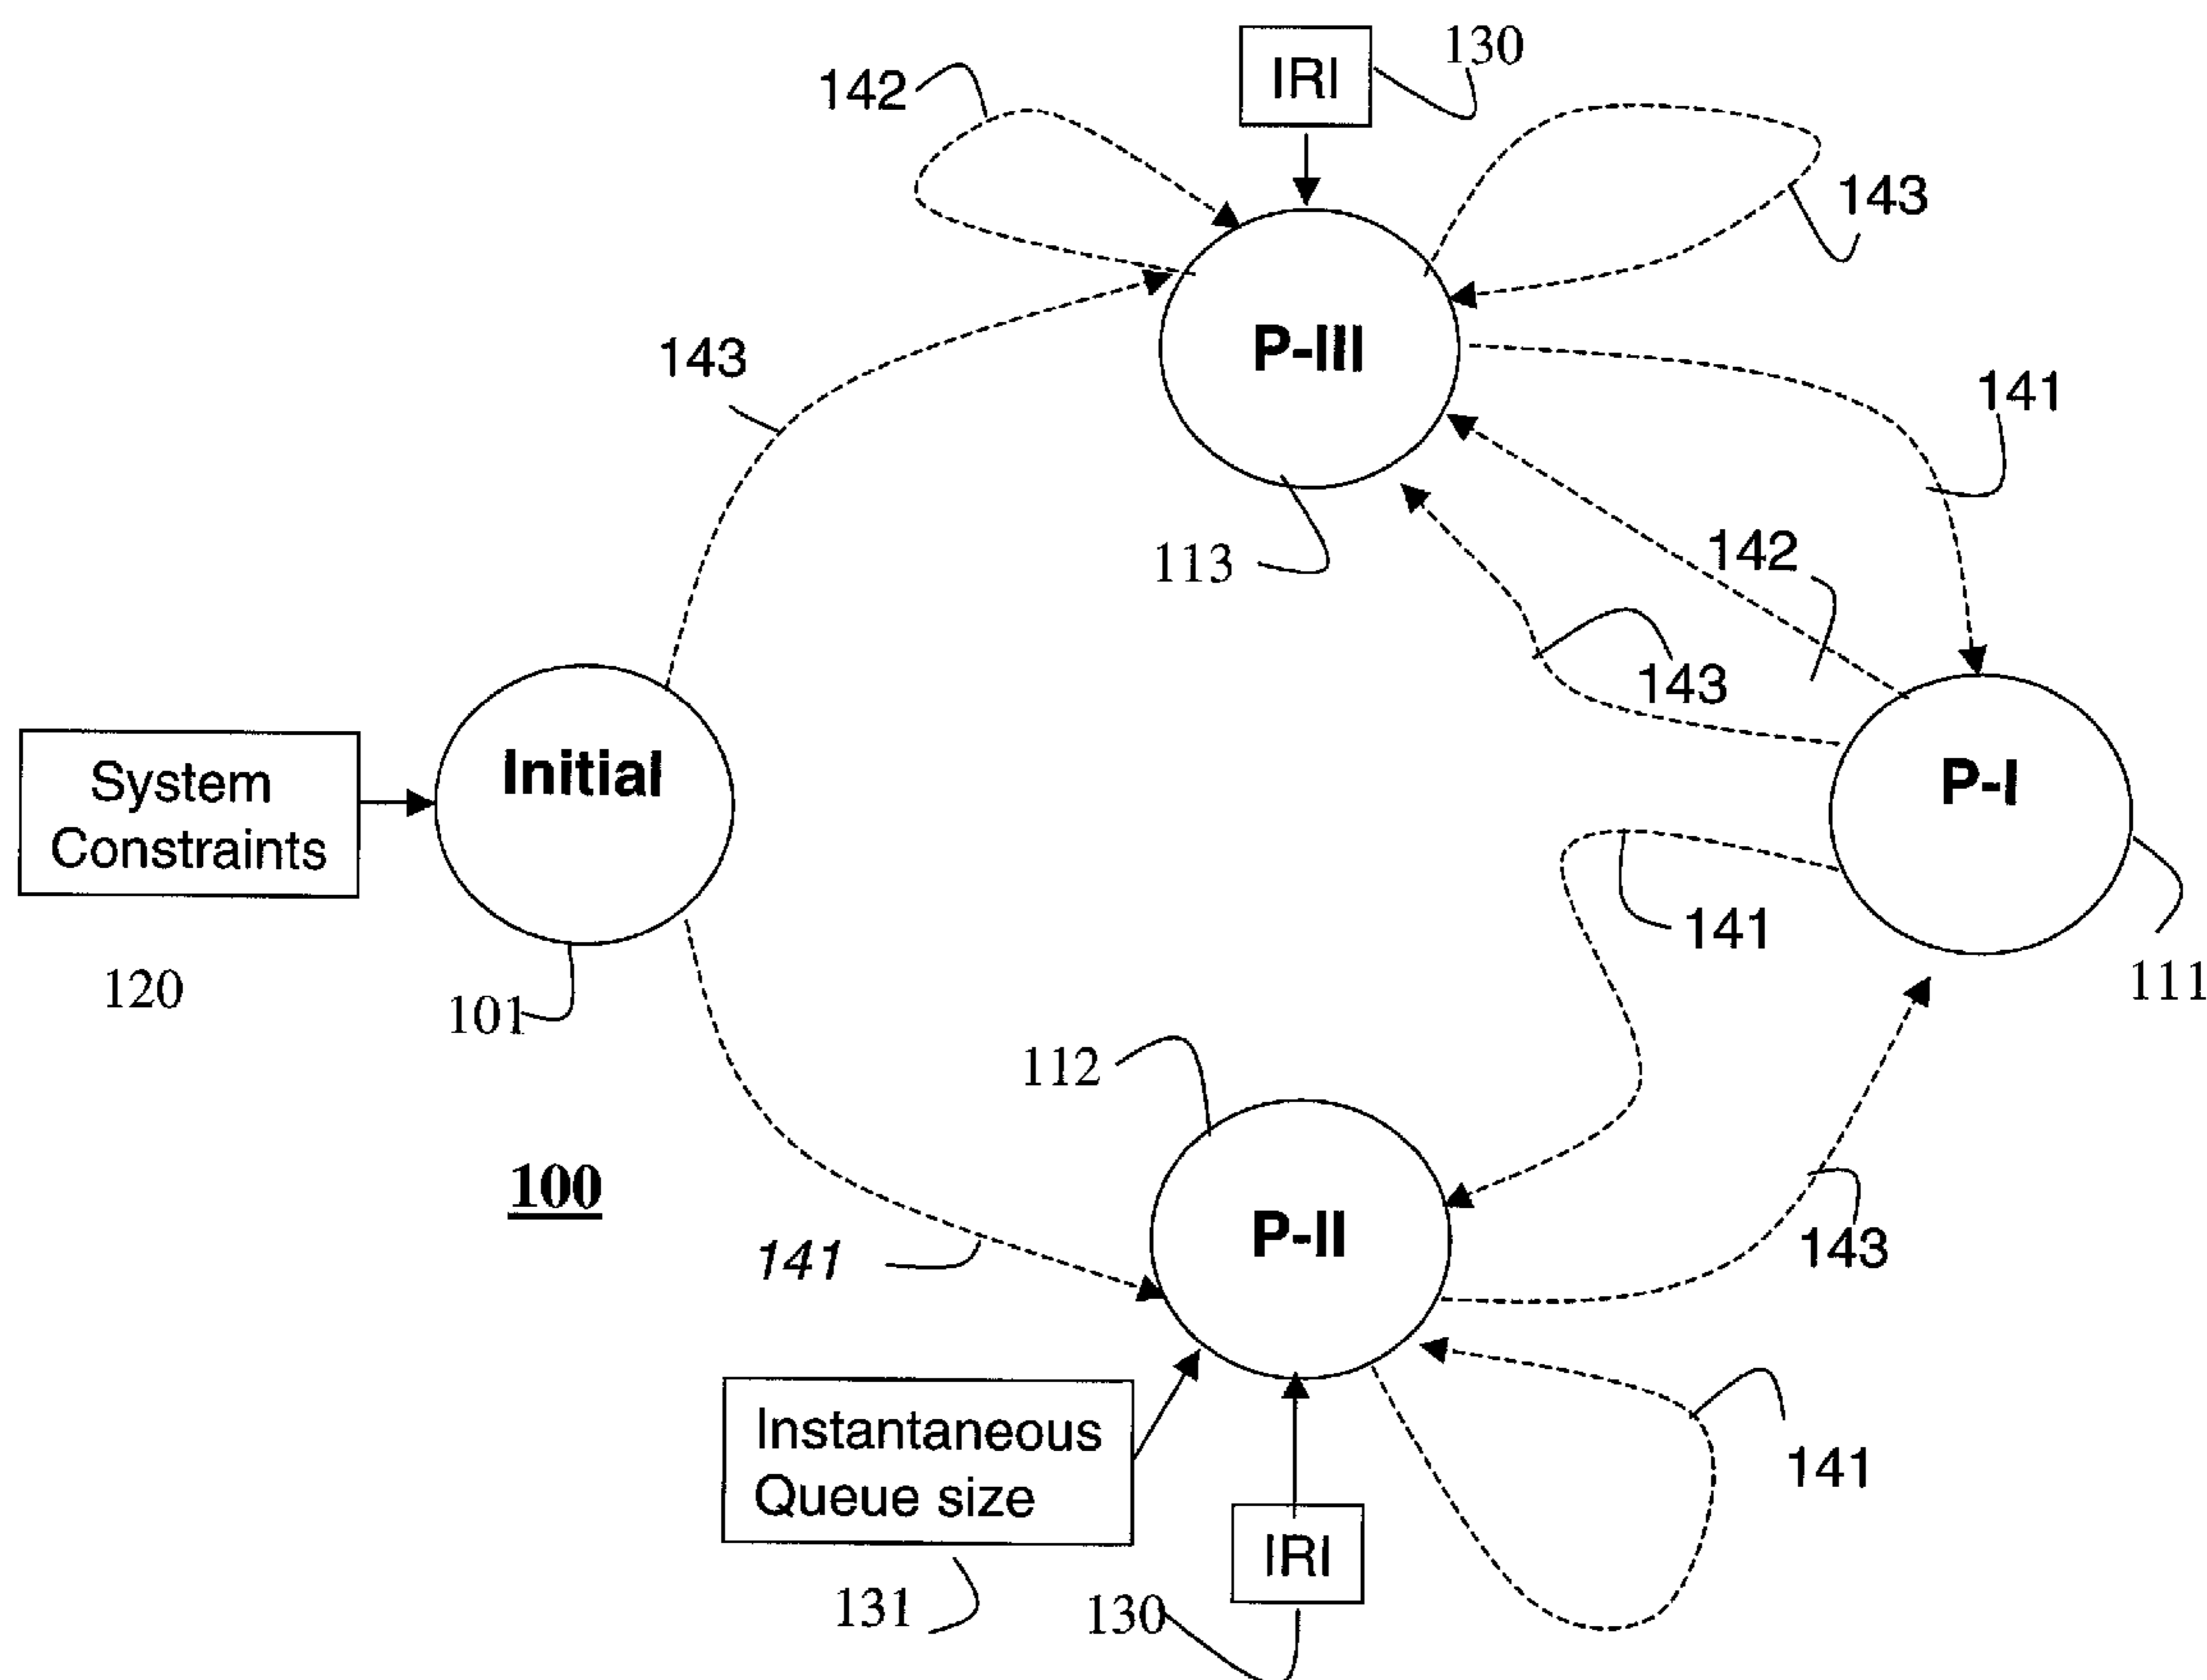 IRI
130
142
143
143
P-III
141
142
113
143
Initial
System
Constraints
P-I
141
120
101
111
112
100
P-II
141
143
Instantaneous
Queue size
141
IRI
131
130